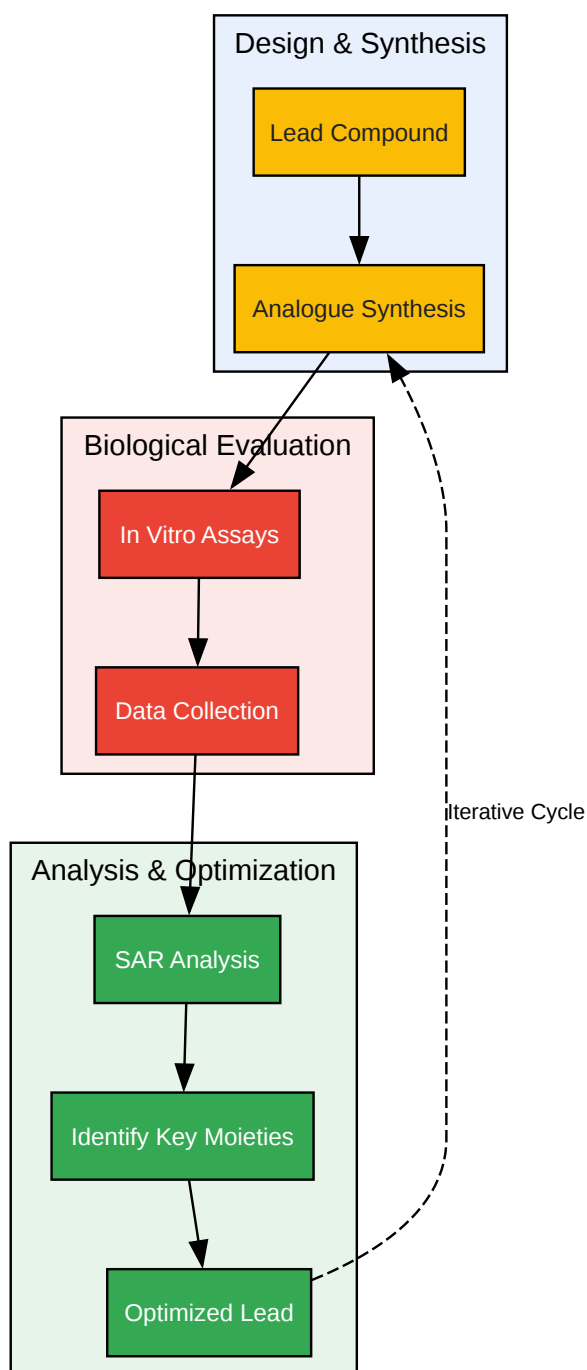 Design & Synthesis
Lead Compound
Analogue Synthesis
Biological Evaluation
In Vitro Assays
Data Collection
Iterative Cycle
Analysis & Optimization
SAR Analysis
Identify Key Moieties
Optimized Lead